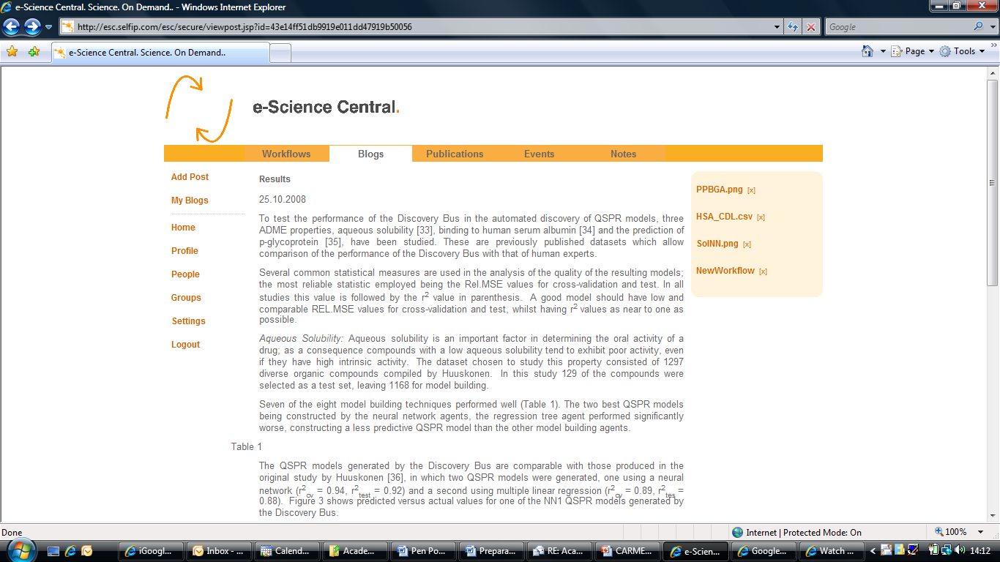 e-Science Central. Science. On Demand.. - Windows Internet Explorer
http://esc.selfip.com/esc/secure/viewpost.jsp?id=43e14ff51db9919e011dd47919b50056
Google
e-Science Central. Science. On Demand..
Page
Tools
e-Science Central.
Workflows Blogs Publications Events Notes
Add Post
My Blogs
Home
Profile
People
Groups
Settings
Logout
Results
25.10.2008
To test the performance of the Discovery Bus in the automated discovery of QSPR models, three
ADME properties, aqueous solubility [33], binding to human serum albumin [34] and the prediction of
p-glycoprotein [35], have been studied. These are previously published datasets which allow
comparison of the performance of the Discovery Bus with that of human experts.
Several common statistical measures are used in the analysis of the quality of the resulting models;
the most reliable statistic employed being the Rel.MSE values for cross-validation and test. In all
studies this value is followed by the r2 value in parenthesis. A good model should have low and
comparable REL.MSE values for cross-validation and test, whilst having r2 values as near to one as
possible.
Aqueous Solubility: Aqueous solubility is an important factor in determining the oral activity of a
drug; as a consequence compounds with a low aqueous solubility tend to exhibit poor activity, even
if they have high intrinsic activity. The dataset chosen to study this property consisted of 1297
diverse organic compounds compiled by Huuskonen. In this study 129 of the compounds were
selected as a test set, leaving 1168 for model building.
Seven of the eight model building techniques performed well (Table 1). The two best QSPR models
being constructed by the neural network agents, the regression tree agent performed significantly
worse, constructing a less predictive QSPR model than the other model building agents.
Table 1
The QSPR models generated by the Discovery Bus are comparable with those produced in the
original study by Huuskonen [36], in which two QSPR models were generated, one using a neural
network (r2cv = 0.94, r2test = 0.92) and a second using multiple linear regression (r2cv = 0.89, r2tes =
0.88). Figure 3 shows predicted versus actual values for one of the NN1 QSPR models generated by
the Discovery Bus.
PPBGA.png [x]
HSA_CDL.csv [x]
SolNN.png [x]
NewWorkflow [x]
Done
Internet | Protected Mode: On
100%
iGoogl...
Inbox - ...
Calend...
Acade...
Pen Po...
Prepara...
RE: Aca...
CARME...
e-Scien...
Google...
Watch ...
14:12